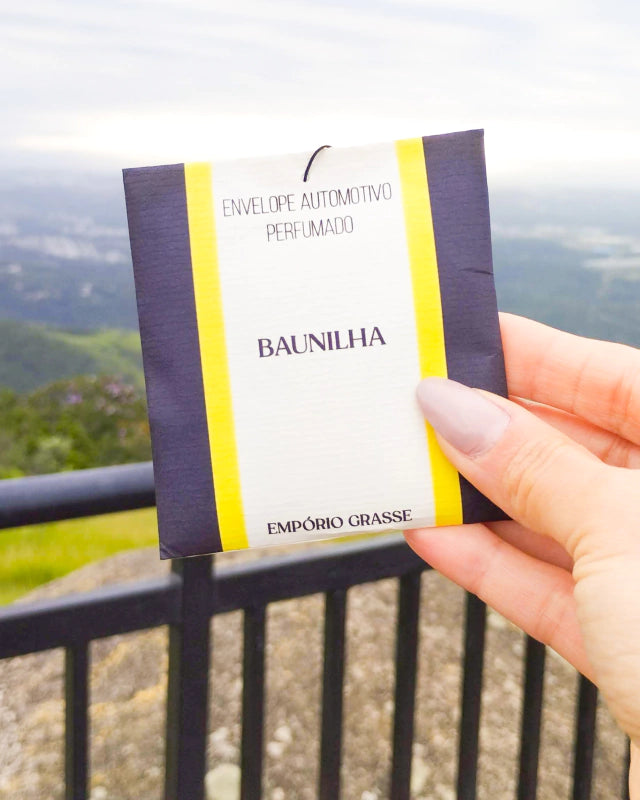 ENVELOPE AUTOMOTIVO
PERFUMADO
BAUNILHA
EMPÓRIO GRASSE